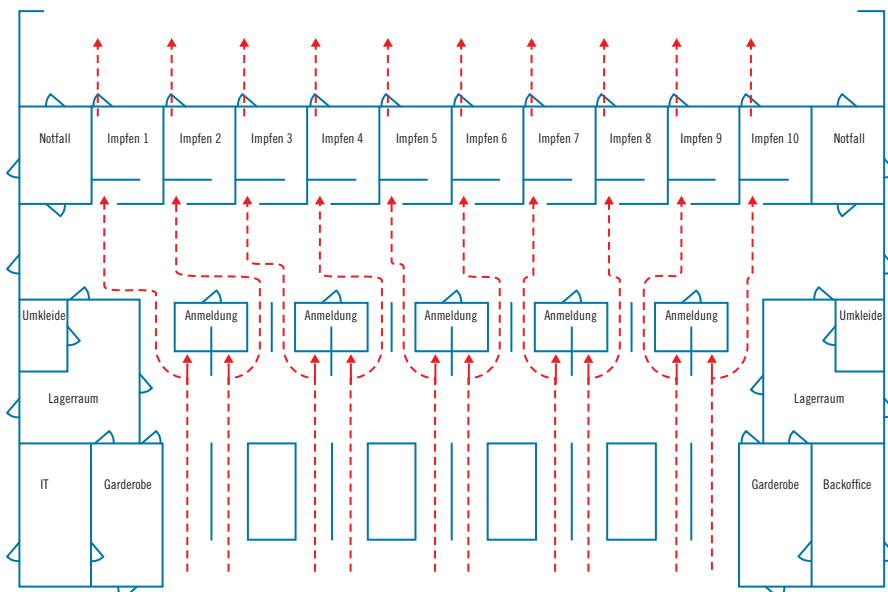 Notfall
Impfen 1
Impfen 2
Impfen 3
Impfen 4
Impfen 5
Impfen 6
Impfen 7
Impfen 8
Impfen 9
Impfen 10
Notfall
Umkleide
Anmeldung
Anmeldung
Anmeldung
Anmeldung
Anmeldung
Umkleide
Lagerraum
Lagerraum
IT
Garderobe
Garderobe
Backoffice